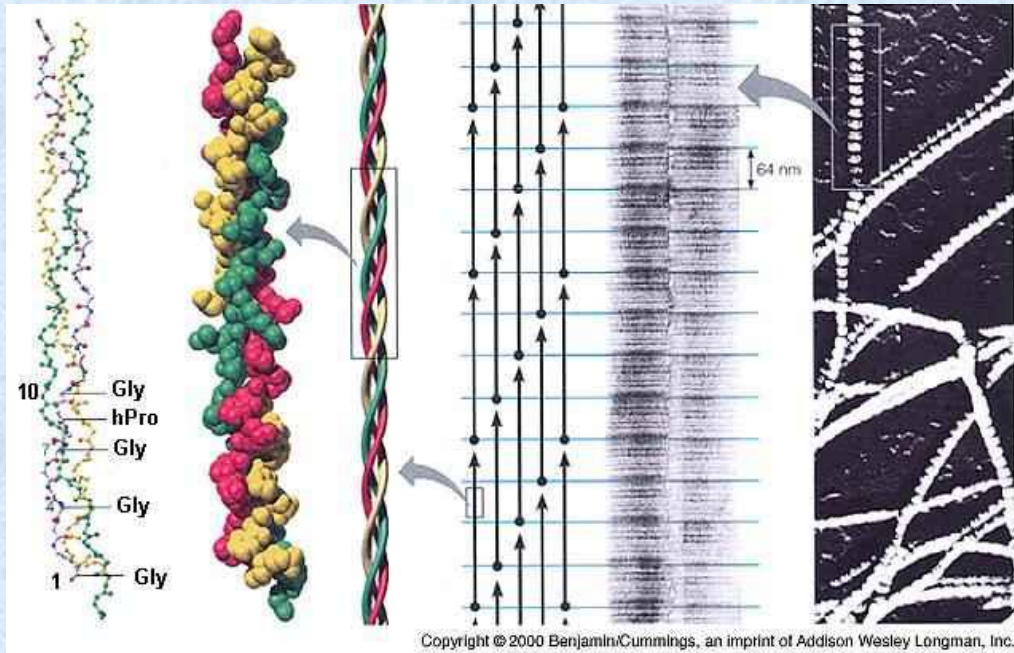 64 nm
10
Gly
hPro
Gly
Gly
1
Gly
Copyright © 2000 Benjamin/Cummings, an imprint of Addison Wesley Longman, Inc.